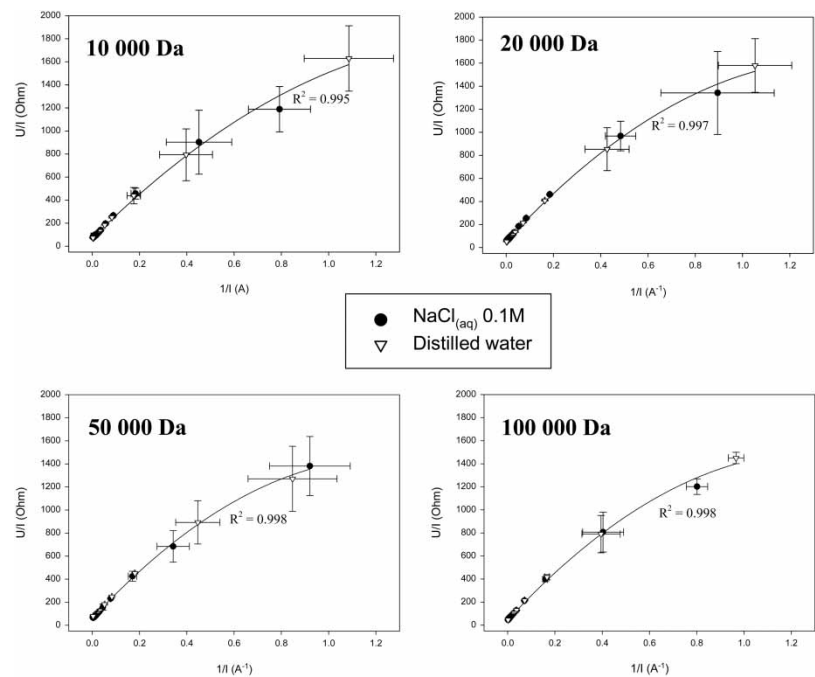 10 000 Da
U/I (Ohm)
2000
1800
1600
1400
1200
1000
800
600
400
200
0
R² = 0.995
0.0 0.2 0.4 0.6 0.8 1.0 1.2
1/I (A)
20 000 Da
U/I (Ohm)
2000
1800
1600
1400
1200
1000
800
600
400
200
0
R² = 0.997
0.0 0.2 0.4 0.6 0.8 1.0 1.2
1/I (A⁻¹)
NaCl(aq) 0.1M
Distilled water
50 000 Da
U/I (Ohm)
2000
1800
1600
1400
1200
1000
800
600
400
200
0
R² = 0.998
0.0 0.2 0.4 0.6 0.8 1.0 1.2
1/I (A⁻¹)
100 000 Da
U/I (Ohm)
2000
1800
1600
1400
1200
1000
800
600
400
200
0
R² = 0.998
0.0 0.2 0.4 0.6 0.8 1.0 1.2
1/I (A⁻¹)